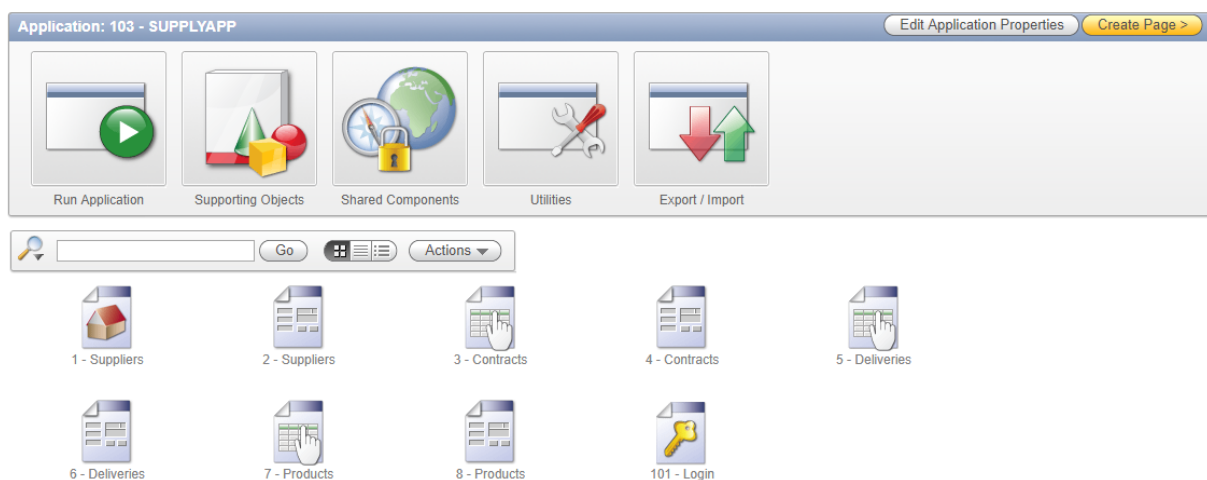 Application: 103 - SUPPLYAPP
Edit Application Properties
Create Page >
Run Application
Supporting Objects
Shared Components
Utilities
Export / Import
Go
Actions
1 - Suppliers
2 - Suppliers
3 - Contracts
4 - Contracts
5 - Deliveries
6 - Deliveries
7 - Products
8 - Products
101 - Login